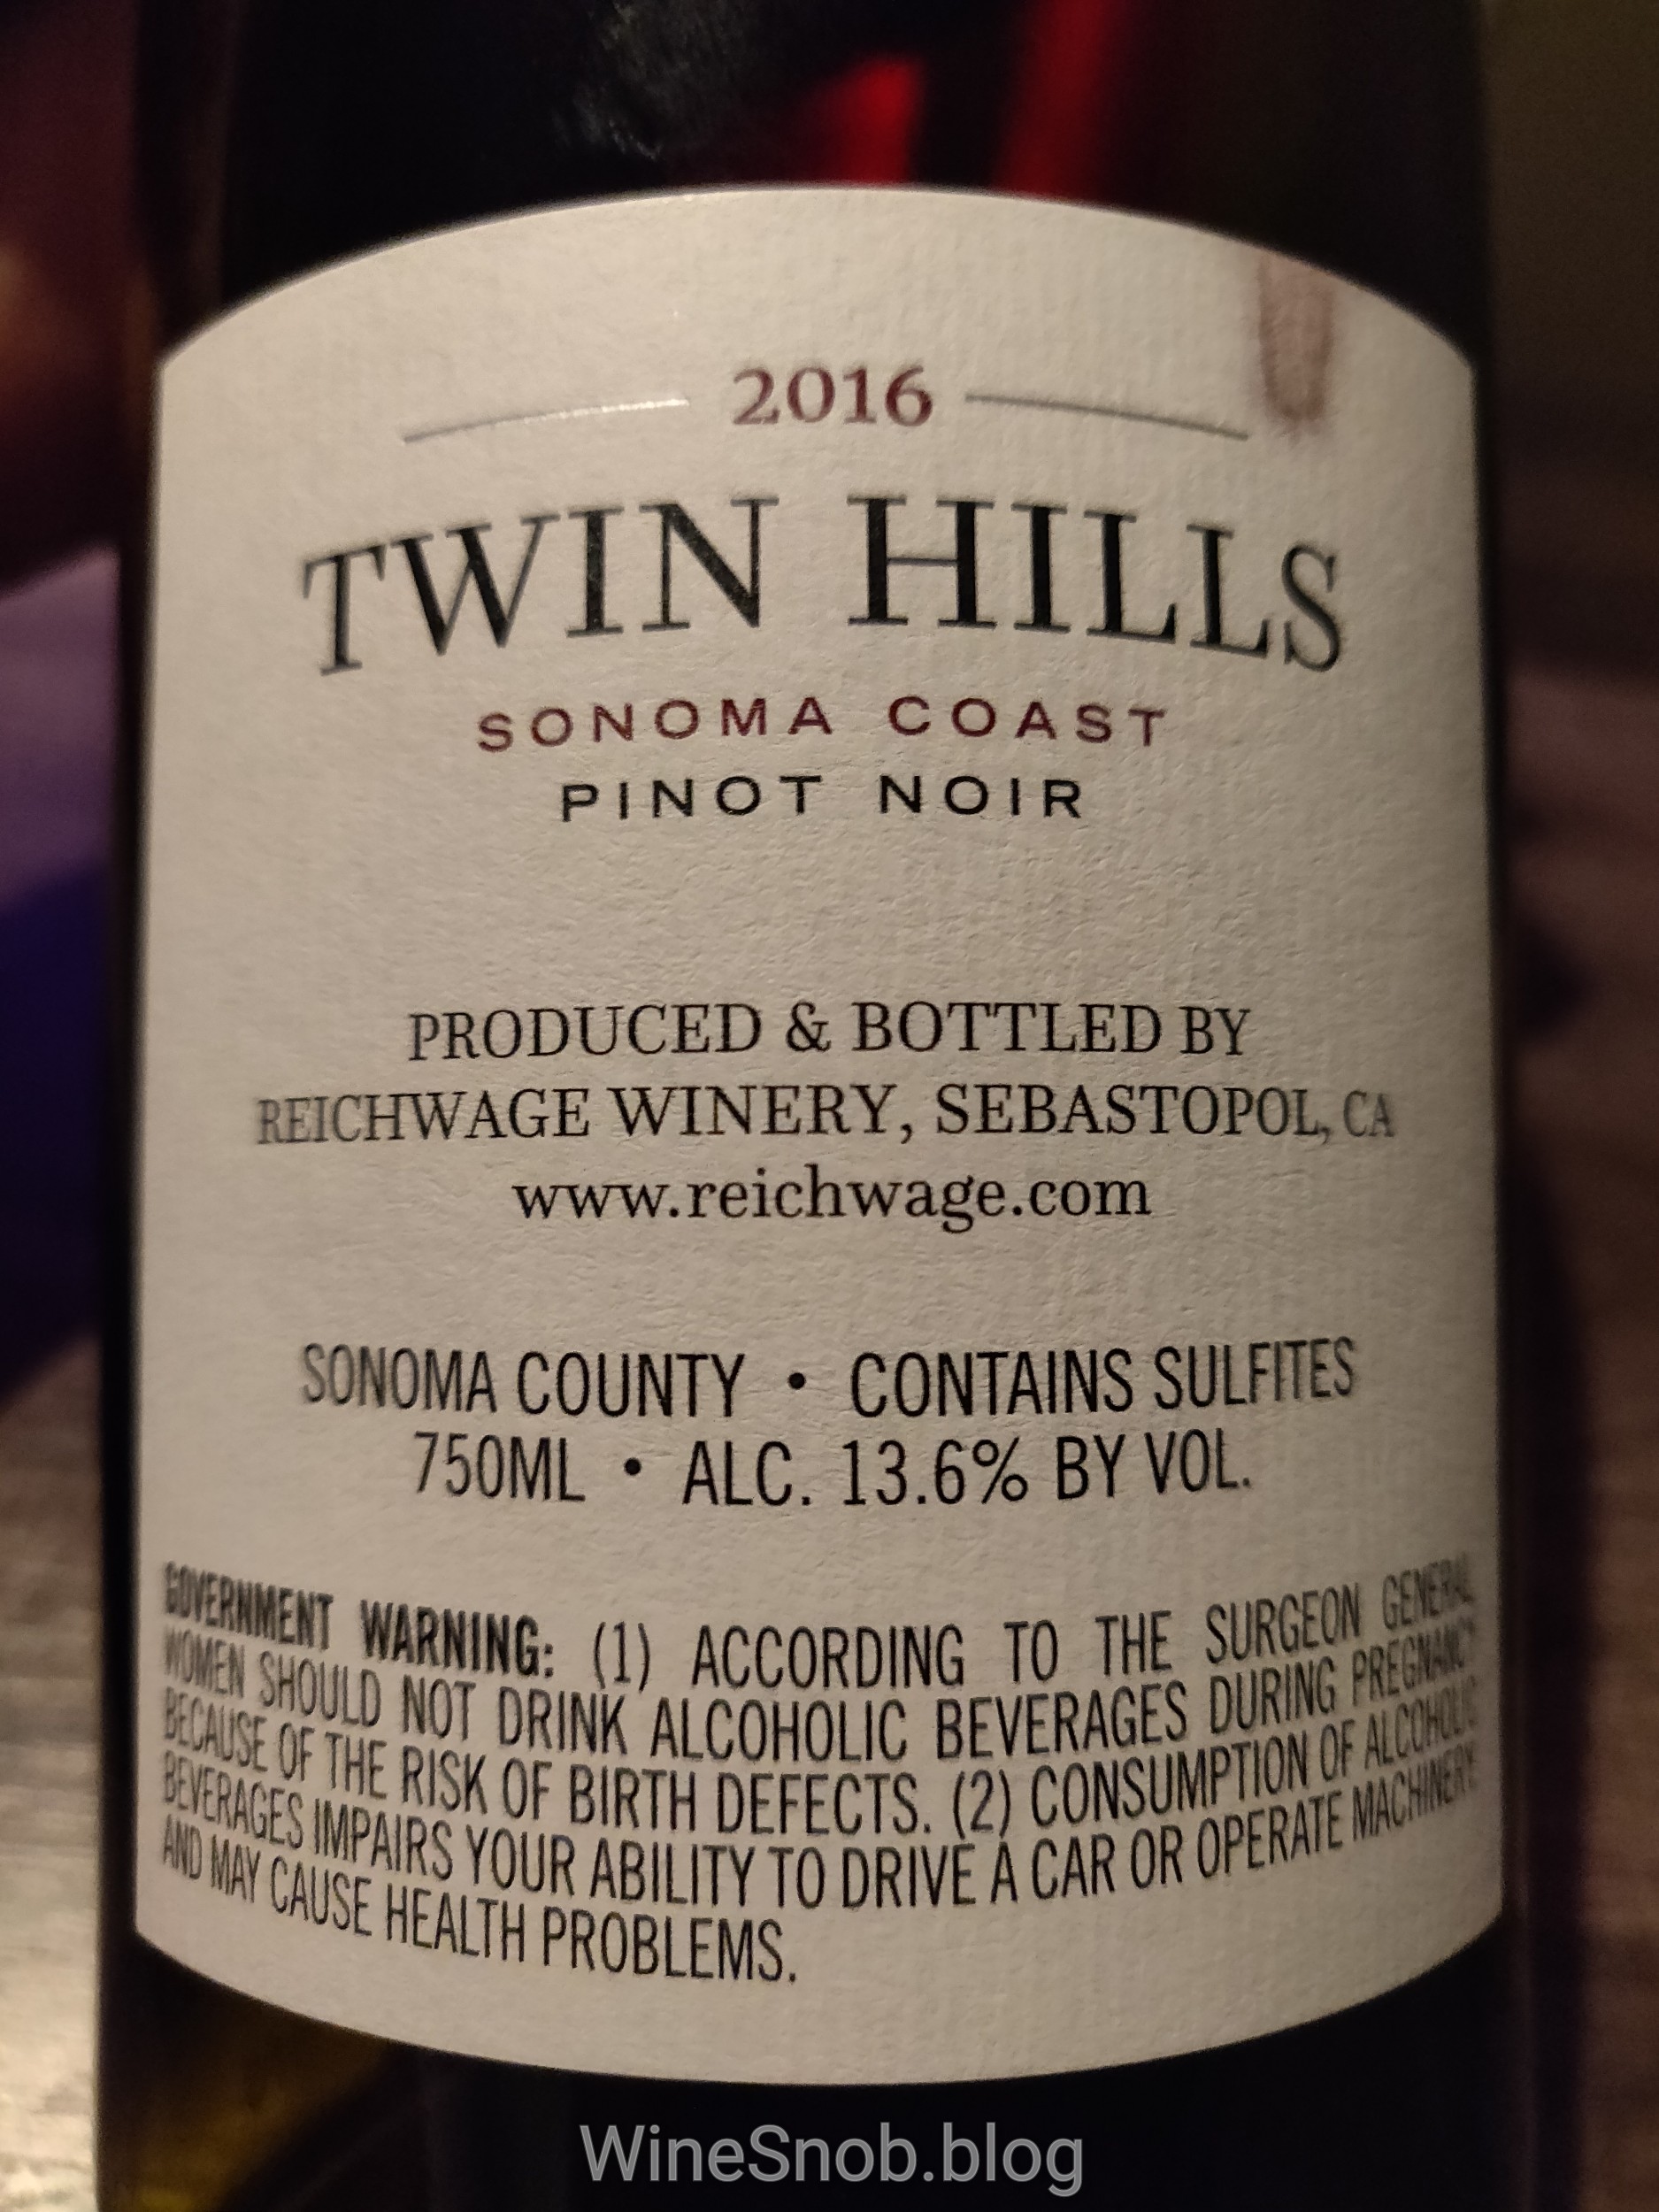 2016
TWIN HILLS
SONOMA COAST
PINOT NOIR
PRODUCED & BOTTLED BY
REICHWAGE WINERY, SEBASTOPOL, CA
www.reichwage.com
SONOMA COUNTY • CONTAINS SULFITES
750ML • ALC. 13.6% BY VOL.
GOVERNMENT WARNING: (1) ACCORDING TO THE SURGEON GENERAL
WOMEN SHOULD NOT DRINK ALCOHOLIC BEVERAGES DURING PREGNANCY
BECAUSE OF THE RISK OF BIRTH DEFECTS. (2) CONSUMPTION OF ALCOHOLIC
BEVERAGES IMPAIRS YOUR ABILITY TO DRIVE A CAR OR OPERATE MACHINERY
AND MAY CAUSE HEALTH PROBLEMS.
WineSnob.blog